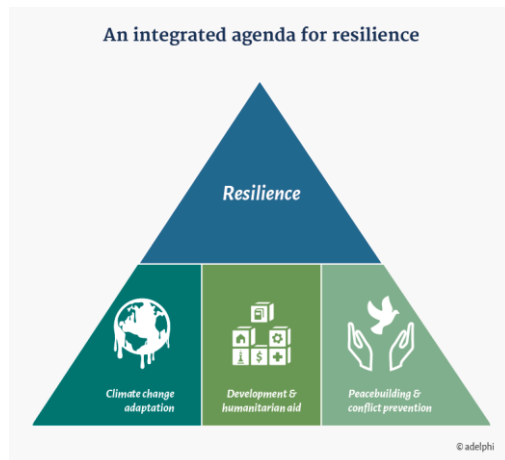 An integrated agenda for resilience
Resilience
$
Climate change
adaptation
Development &
humanitarian aid
Peacebuilding &
conflict prevention
© adelphi